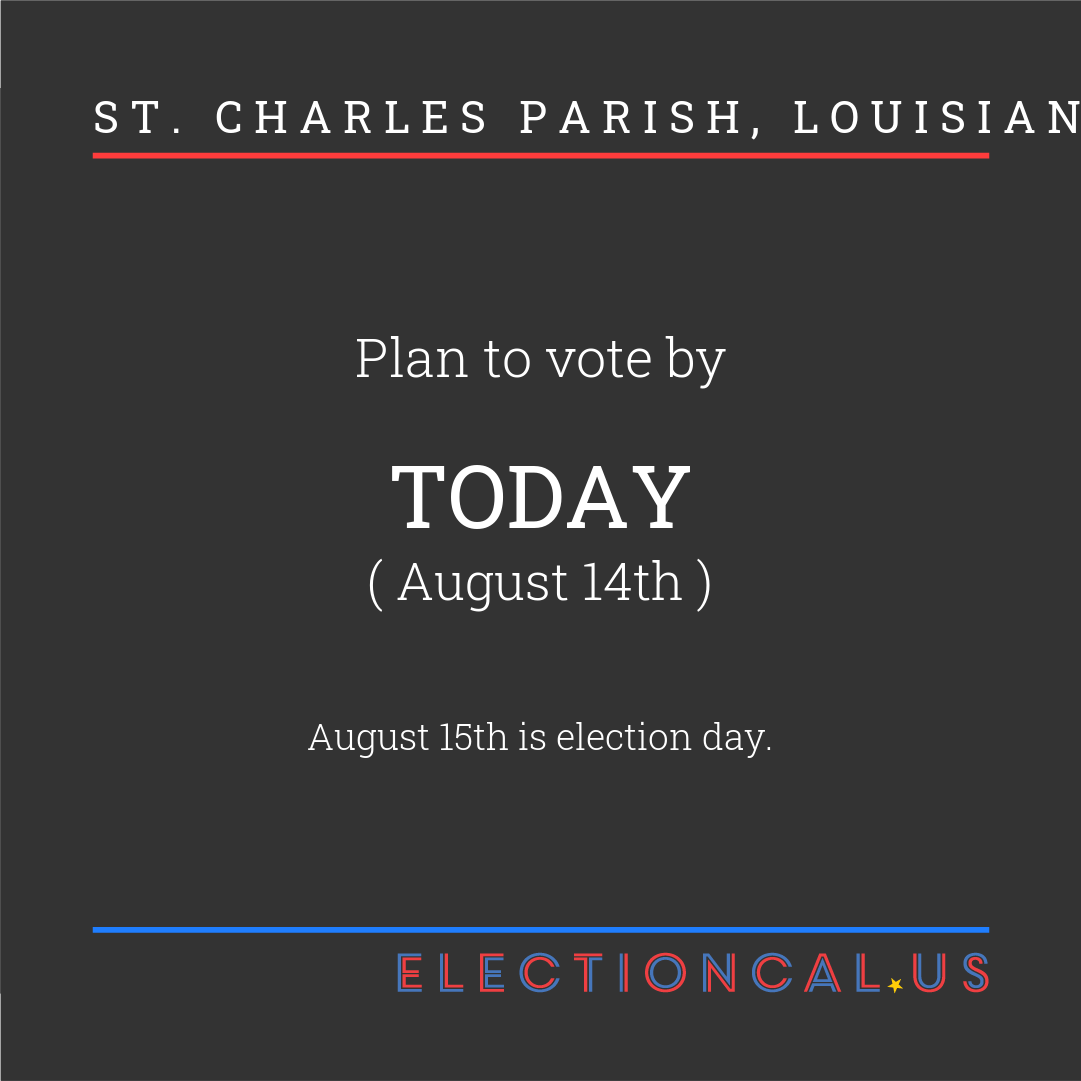 ST. CHARLES PARISH, LOUISIAN
Plan to vote by
TODAY
( August 14th )
August 15th is election day.
ELECTIONCAL.US